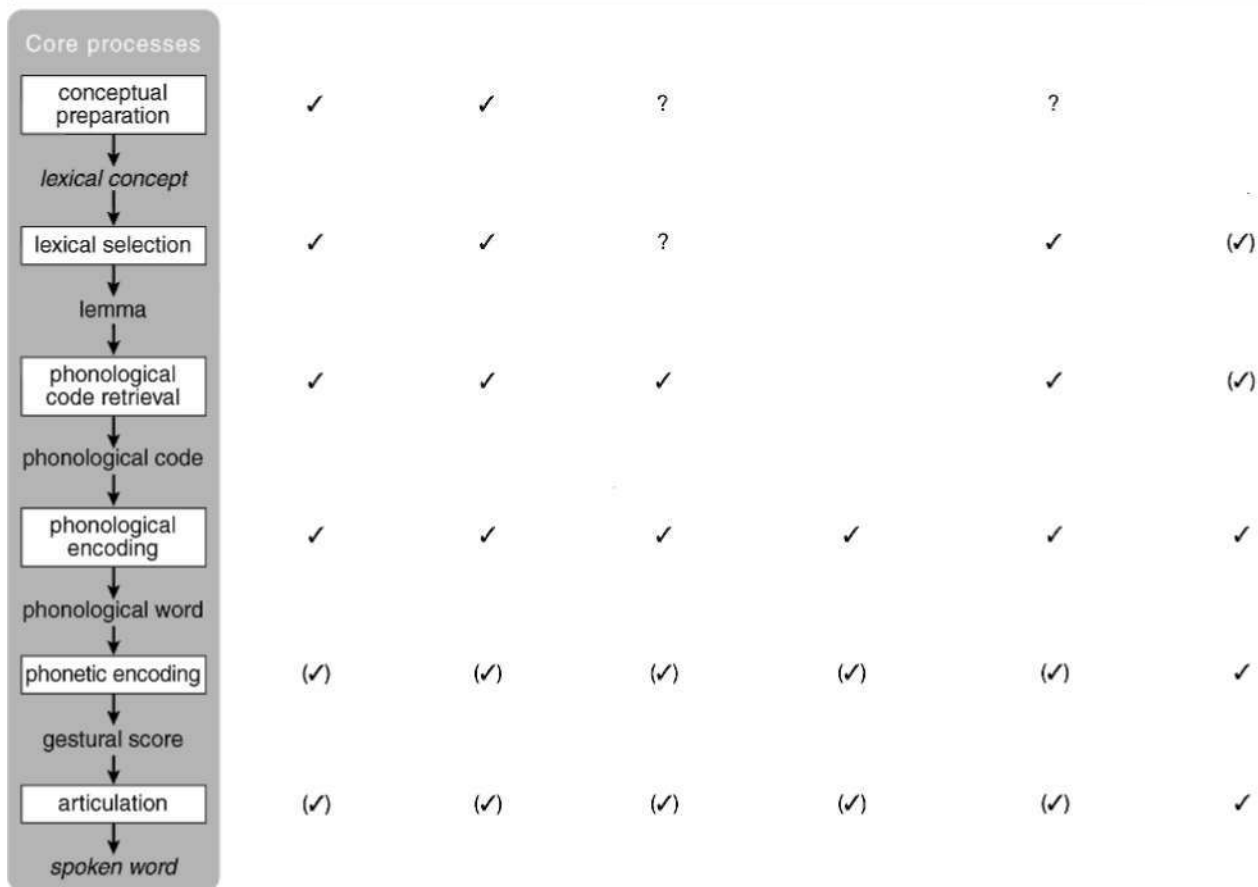 Core processes
conceptual
preparation
✓ ✓ ? ?
lexical concept
lexical selection
✓ ✓ ? ✓ (✓)
lemma
phonological
code retrieval
✓ ✓ ✓ ✓ (✓)
phonological code
phonological
encoding
✓ ✓ ✓ ✓ ✓ ✓
phonological word
phonetic encoding
(✓) (✓) (✓) (✓) (✓) ✓
gestural score
articulation
(✓) (✓) (✓) (✓) (✓) ✓
spoken word